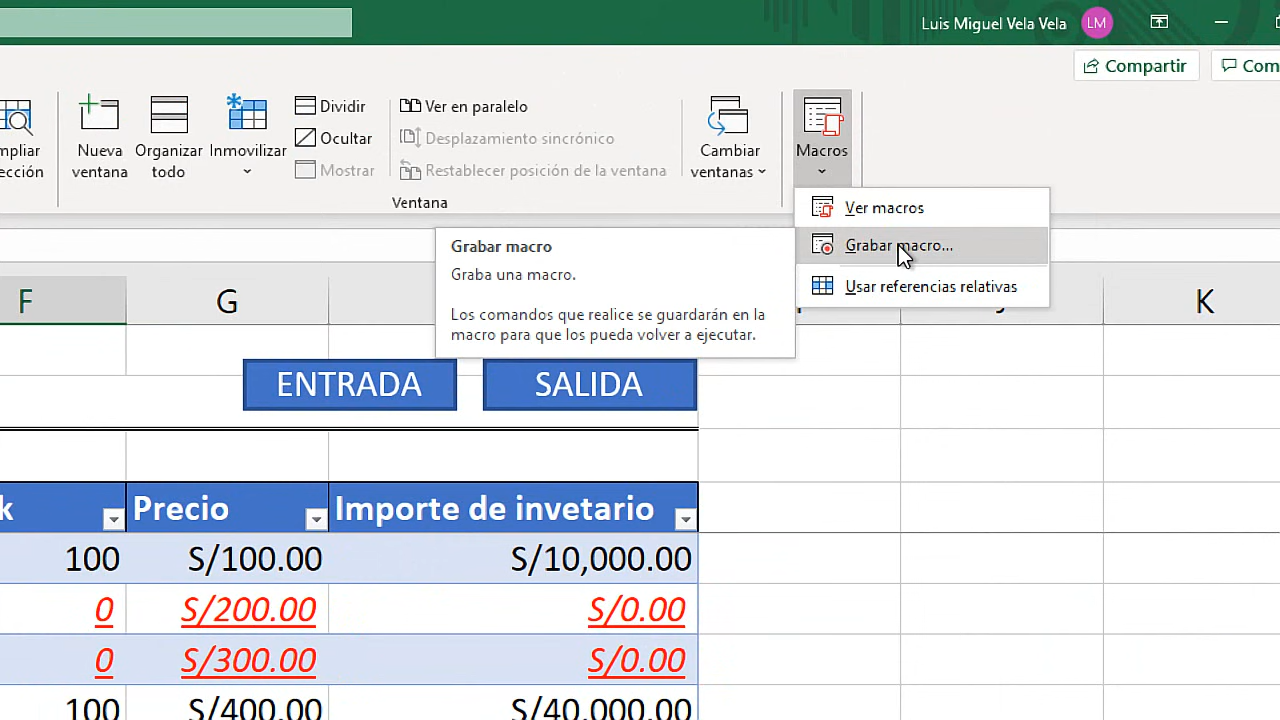 Luis Miguel Vela Vela LM
Compartir
Com
mpliar
ección
Nueva
ventana
Organizar
todo
Inmovilizar
Dividir
Ocultar
Mostrar
Ver en paralelo
Desplazamiento sincrónico
Restablecer posición de la ventana
Cambiar
ventanas
Macros
Ventana
Ver macros
Grabar macro...
Usar referencias relativas
Grabar macro
Graba una macro.
Los comandos que realice se guardarán en la
macro para que los pueda volver a ejecutar.
F G K
ENTRADA SALIDA
k Precio Importe de invetario
100 S/100.00 S/10,000.00
0 S/200.00 S/0.00
0 S/300.00 S/0.00
100 S/400.00 S/40,000.00